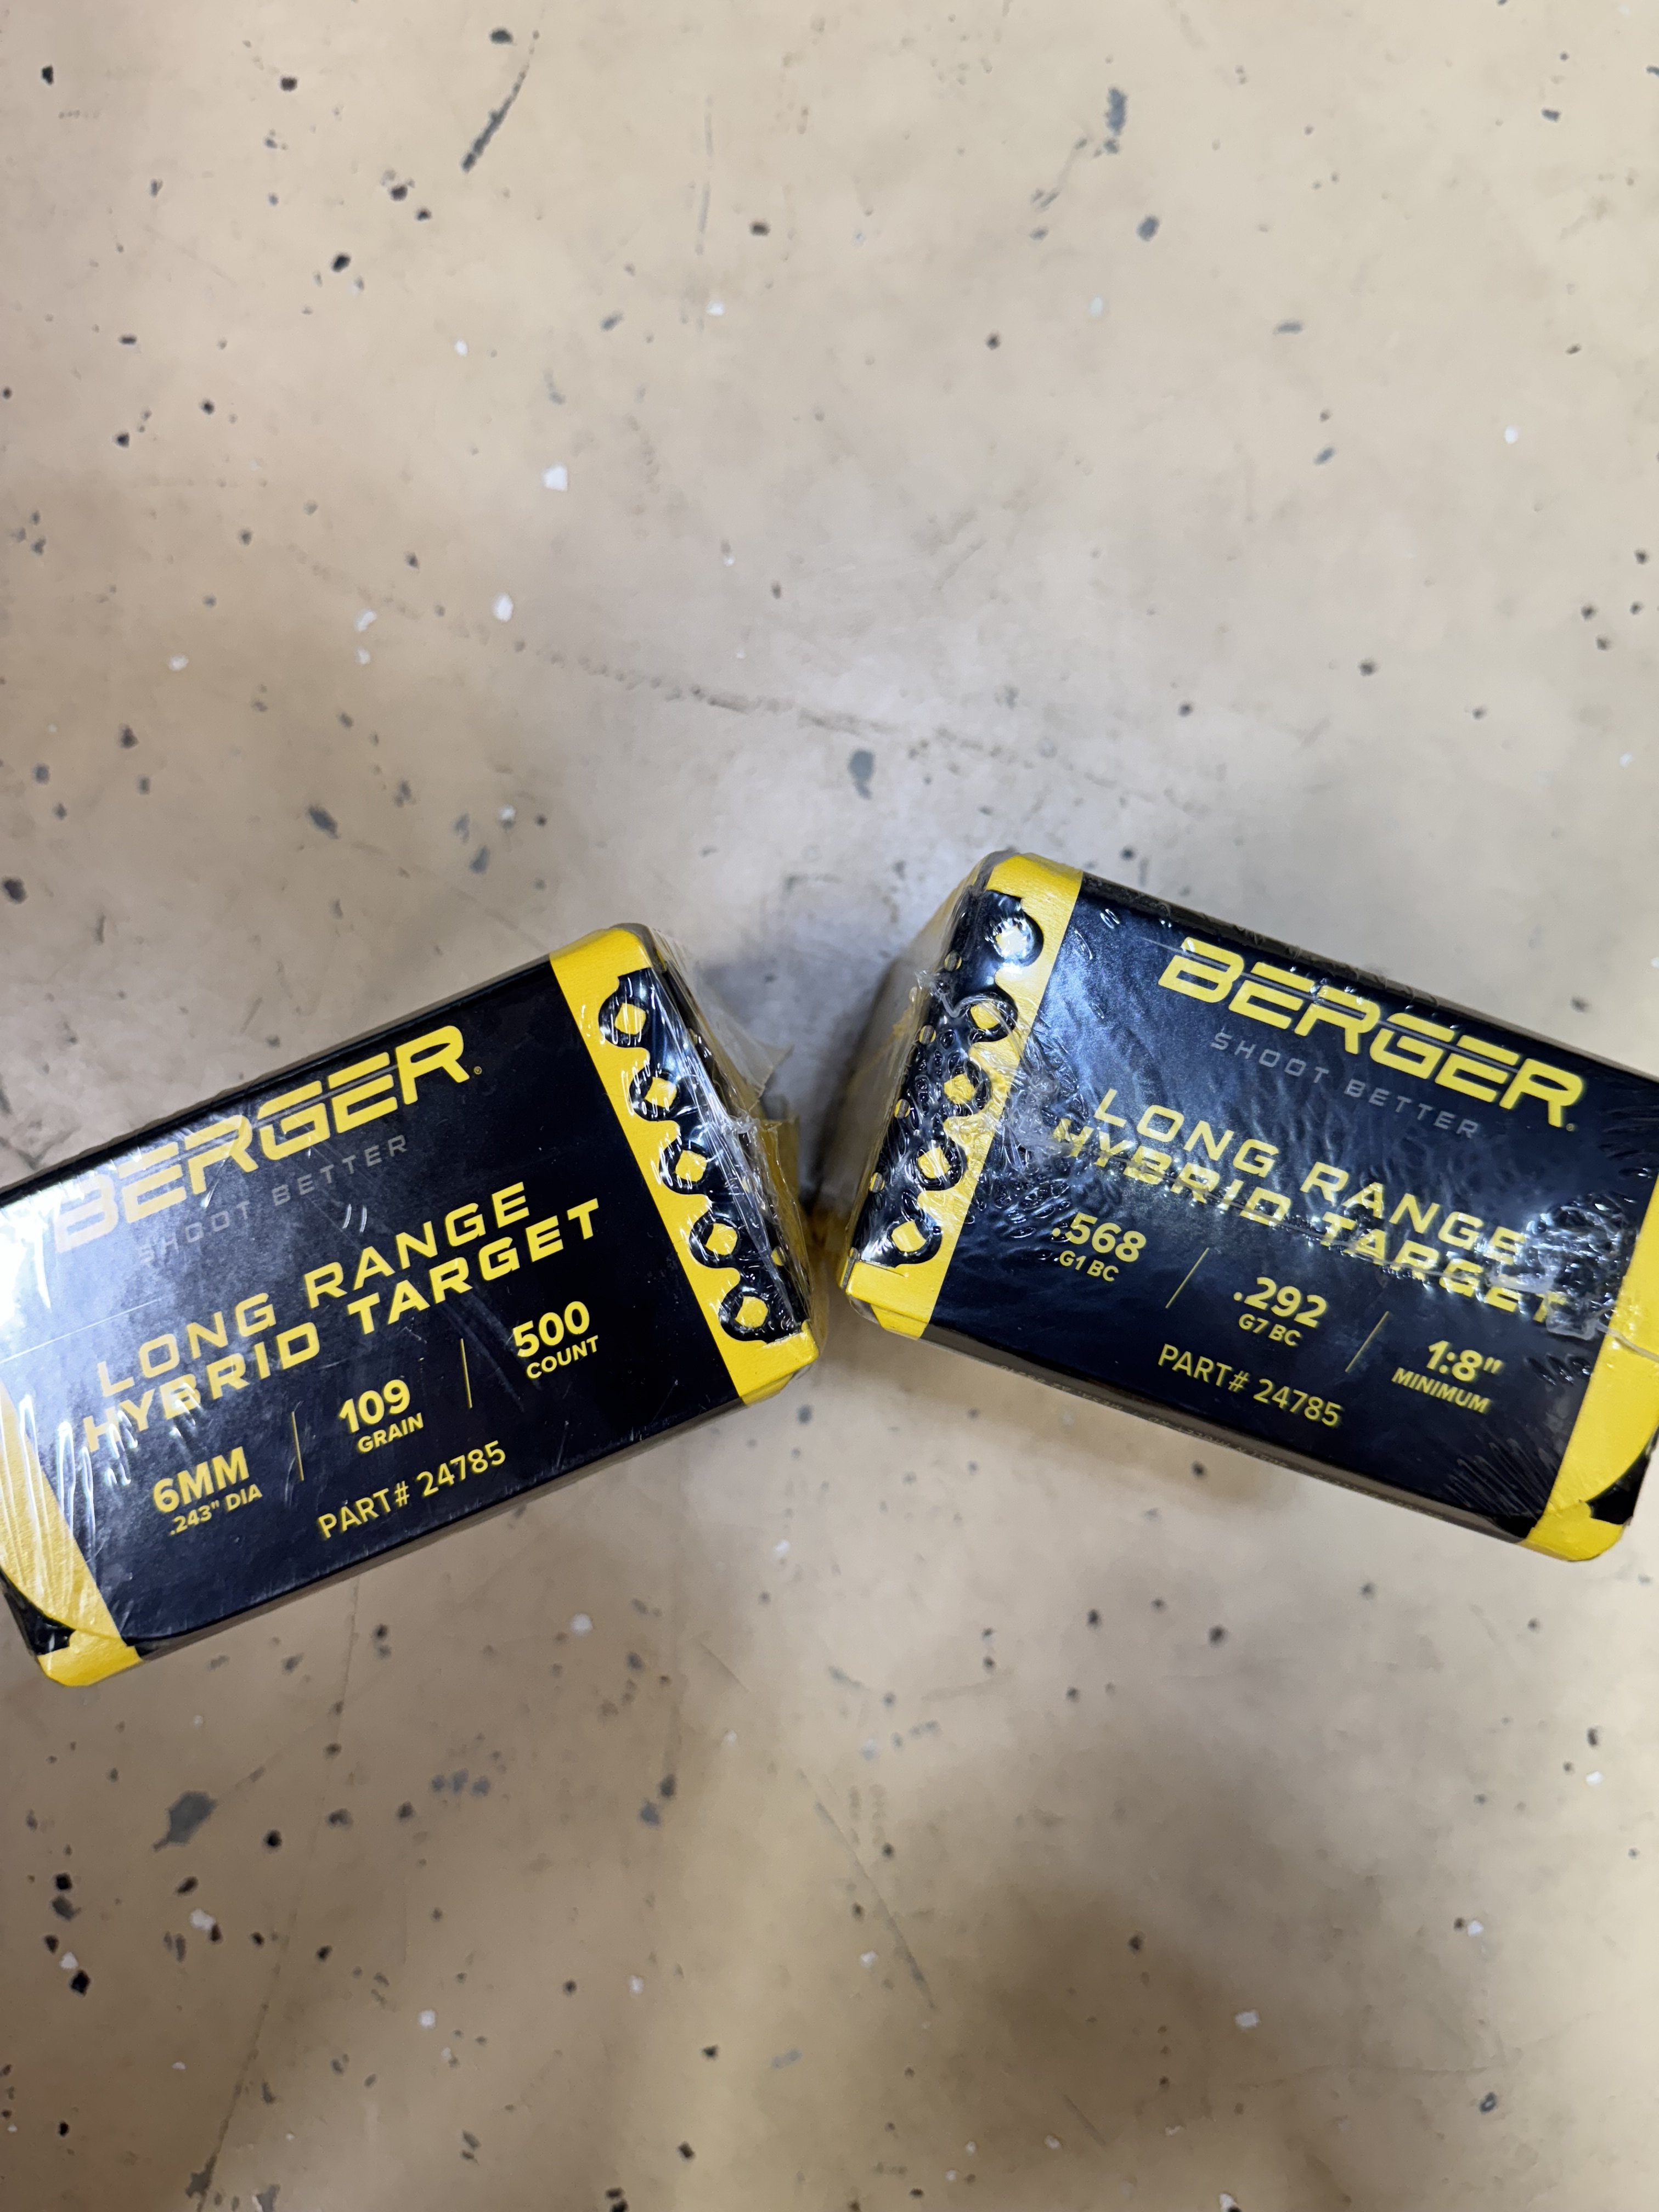 BERGER®
SHOOT BETTER
LONG RANGE
HYBRID TARGET
6MM
.243" DIA
109
GRAIN
500
COUNT
PART# 24785
BERGER®
SHOOT BETTER
LONG RANGE
HYBRID TARGET
.568
G1 BC
.292
G7 BC
1:8"
MINIMUM
PART# 24785